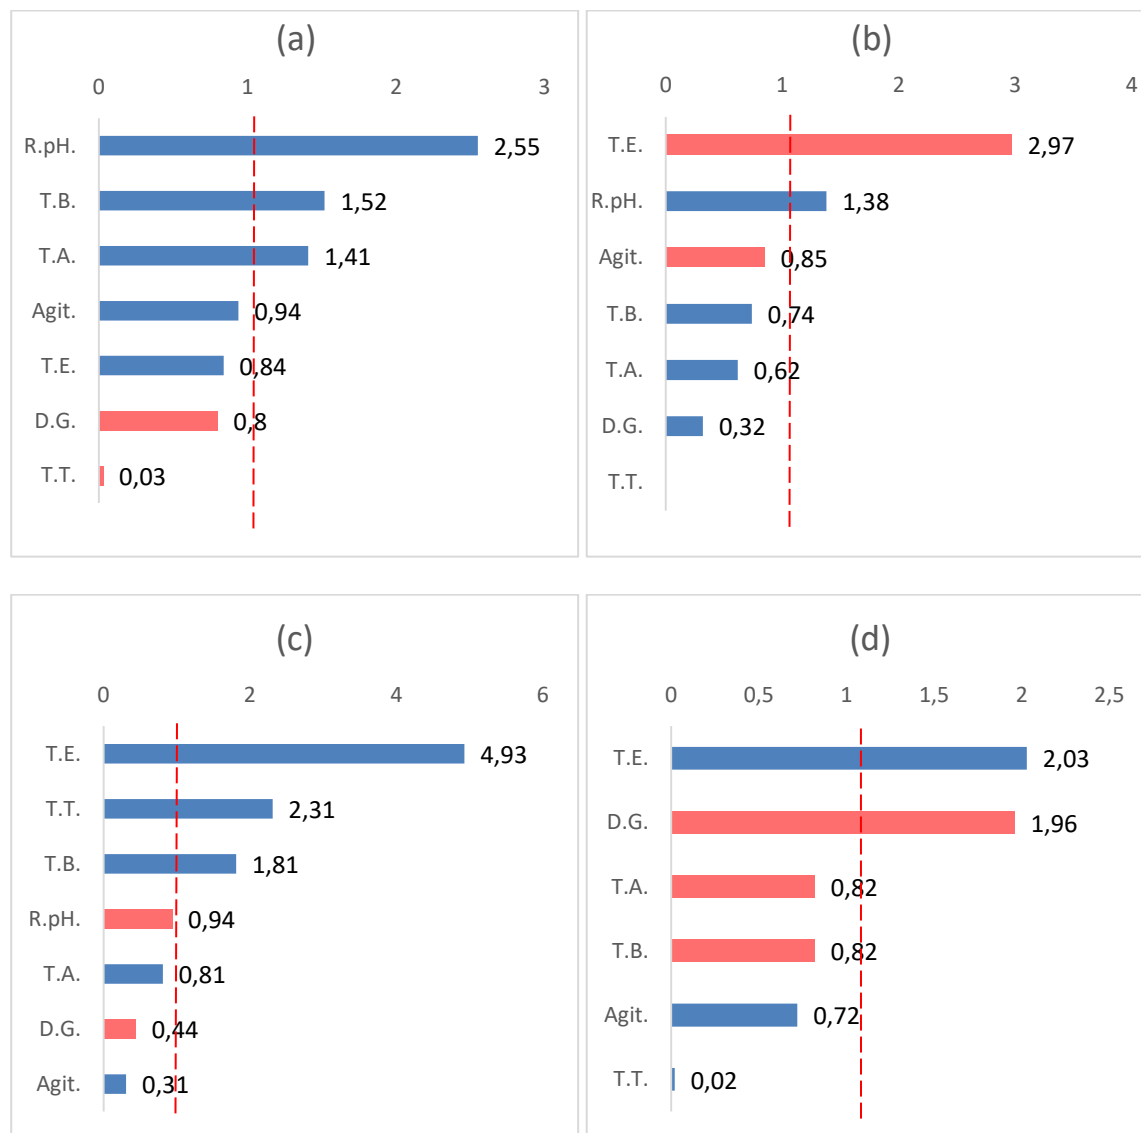 (a)
0 1 2 3
R.pH. 2,55
T.B. 1,52
T.A. 1,41
Agit. 0,94
T.E. 0,84
D.G. 0,8
T.T. 0,03
(b)
0 1 2 3 4
T.E. 2,97
R.pH. 1,38
Agit. 0,85
T.B. 0,74
T.A. 0,62
D.G. 0,32
T.T.
(c)
0 2 4 6
T.E. 4,93
T.T. 2,31
T.B. 1,81
R.pH. 0,94
T.A. 0,81
D.G. 0,44
Agit. 0,31
(d)
0 0,5 1 1,5 2 2,5
T.E. 2,03
D.G. 1,96
T.A. 0,82
T.B. 0,82
Agit. 0,72
T.T. 0,02